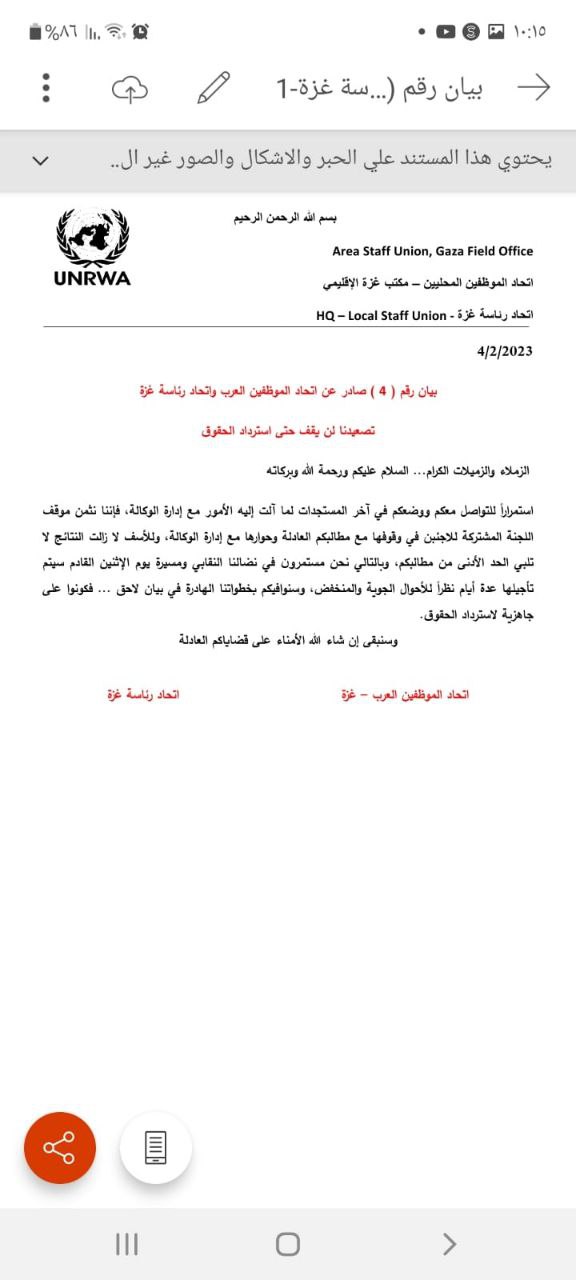 ١٠:١٥
%٨٦
بيان رقم (...سة غزة-1
يحتوي هذا المستند علي الحبر والاشكال والصور غير ال..
بسم الله الرحمن الرحيم
UNRWA
Area Staff Union, Gaza Field Office
اتحاد الموظفين المحليين – مكتب غزة الإقليمي
HQ – Local Staff Union - اتحاد رئاسة غزة
4/2/2023
بيان رقم ( 4 ) صادر عن اتحاد الموظفين العرب واتحاد رئاسة غزة
تصعيدنا لن يقف حتى استرداد الحقوق
الزملاء والزميلات الكرام... السلام عليكم ورحمة الله وبركاته
استمراراً للتواصل معكم ووضعكم في آخر المستجدات لما آلت إليه الأمور مع إدارة الوكالة، فإننا نثمن موقف
اللجنة المشتركة للاجئين في وقوفها مع مطالبكم العادلة وحوارها مع إدارة الوكالة، وللأسف لا زالت النتائج لا
تلبي الحد الأدنى من مطالبكم، وبالتالي نحن مستمرون في نضالنا النقابي ومسيرة يوم الإثنين القادم سيتم
تأجيلها عدة أيام نظراً للأحوال الجوية والمنخفض، وسنوافيكم بخطواتنا الهادرة في بيان لاحق ... فكونوا على
جاهزية لاسترداد الحقوق.
وسنبقى إن شاء الله الأمناء على قضاياكم العادلة
اتحاد الموظفين العرب – غزة
اتحاد رئاسة غزة